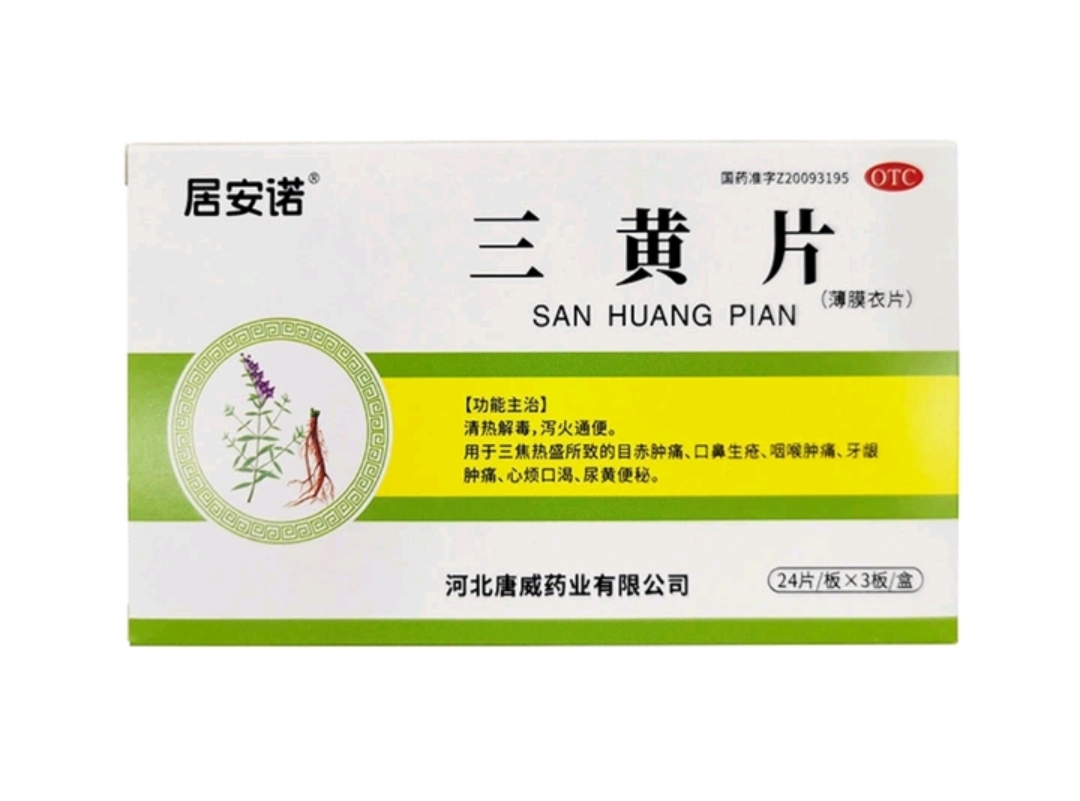 居安诺®
国药准字Z20093195 OTC
三黄片
(薄膜衣片)
SAN HUANG PIAN
【功能主治】
清热解毒,泻火通便。
用于三焦热盛所致的目赤肿痛、口鼻生疮、咽喉肿痛、牙龈
肿痛、心烦口渴、尿黄便秘。
河北唐威药业有限公司
24片/板×3板/盒